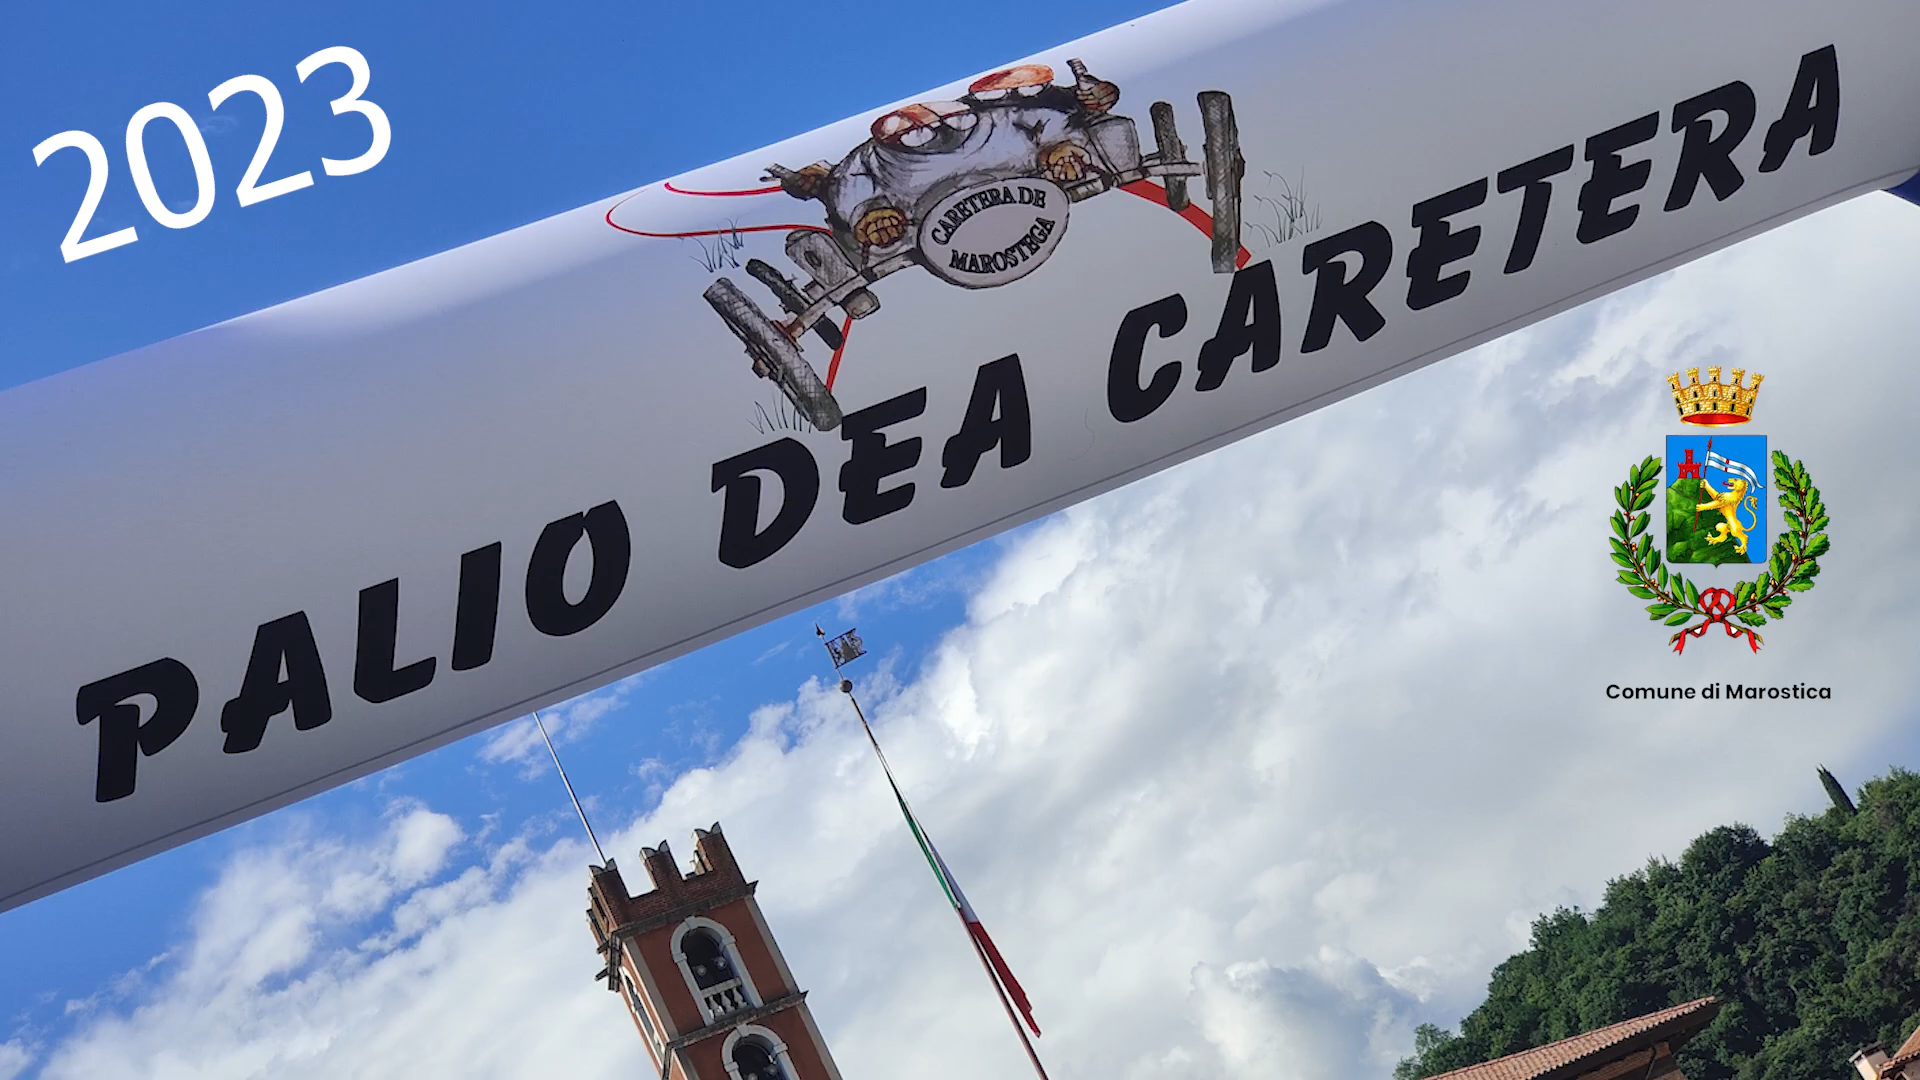 2023
CARETERA DE
MAROSTEGA
PALIO DEA CARETERA
Comune di Marostica